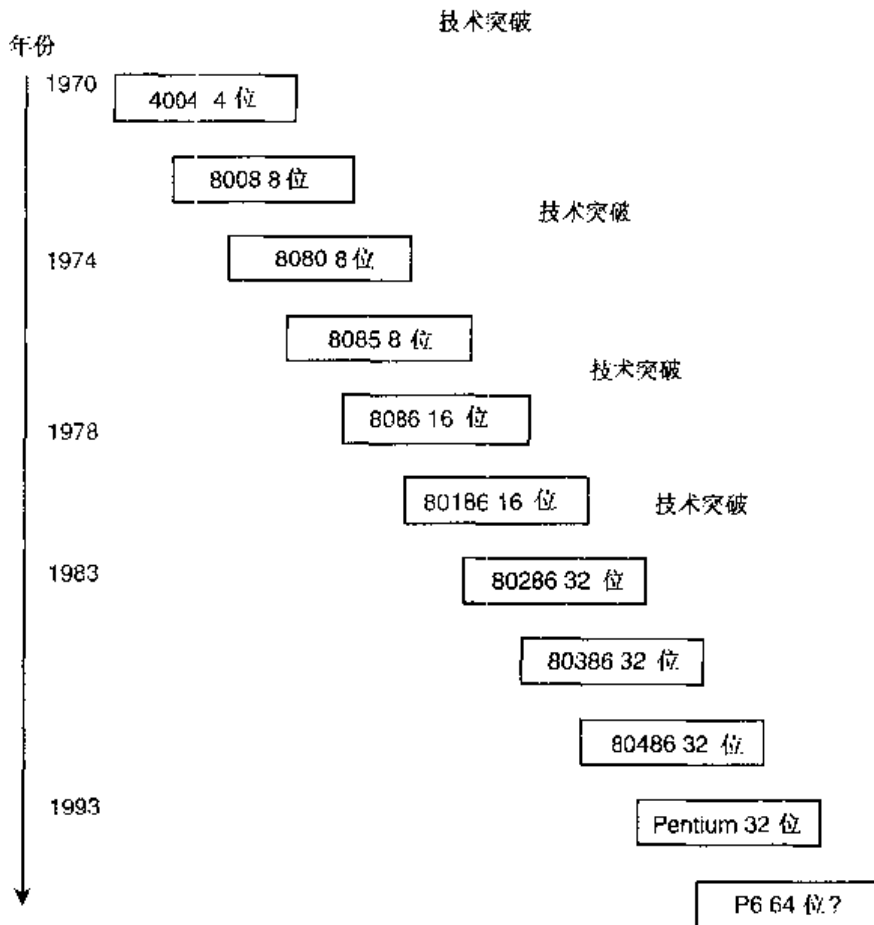 技术突破
年份
1970
4004 4 位
8008 8 位
技术突破
1974
8080 8 位
8085 8 位
技术突破
8086 16 位
1978
80186 16 位
技术突破
1983
80286 32 位
80386 32 位
80486 32 位
1993
Pentium 32 位
P6 64 位?